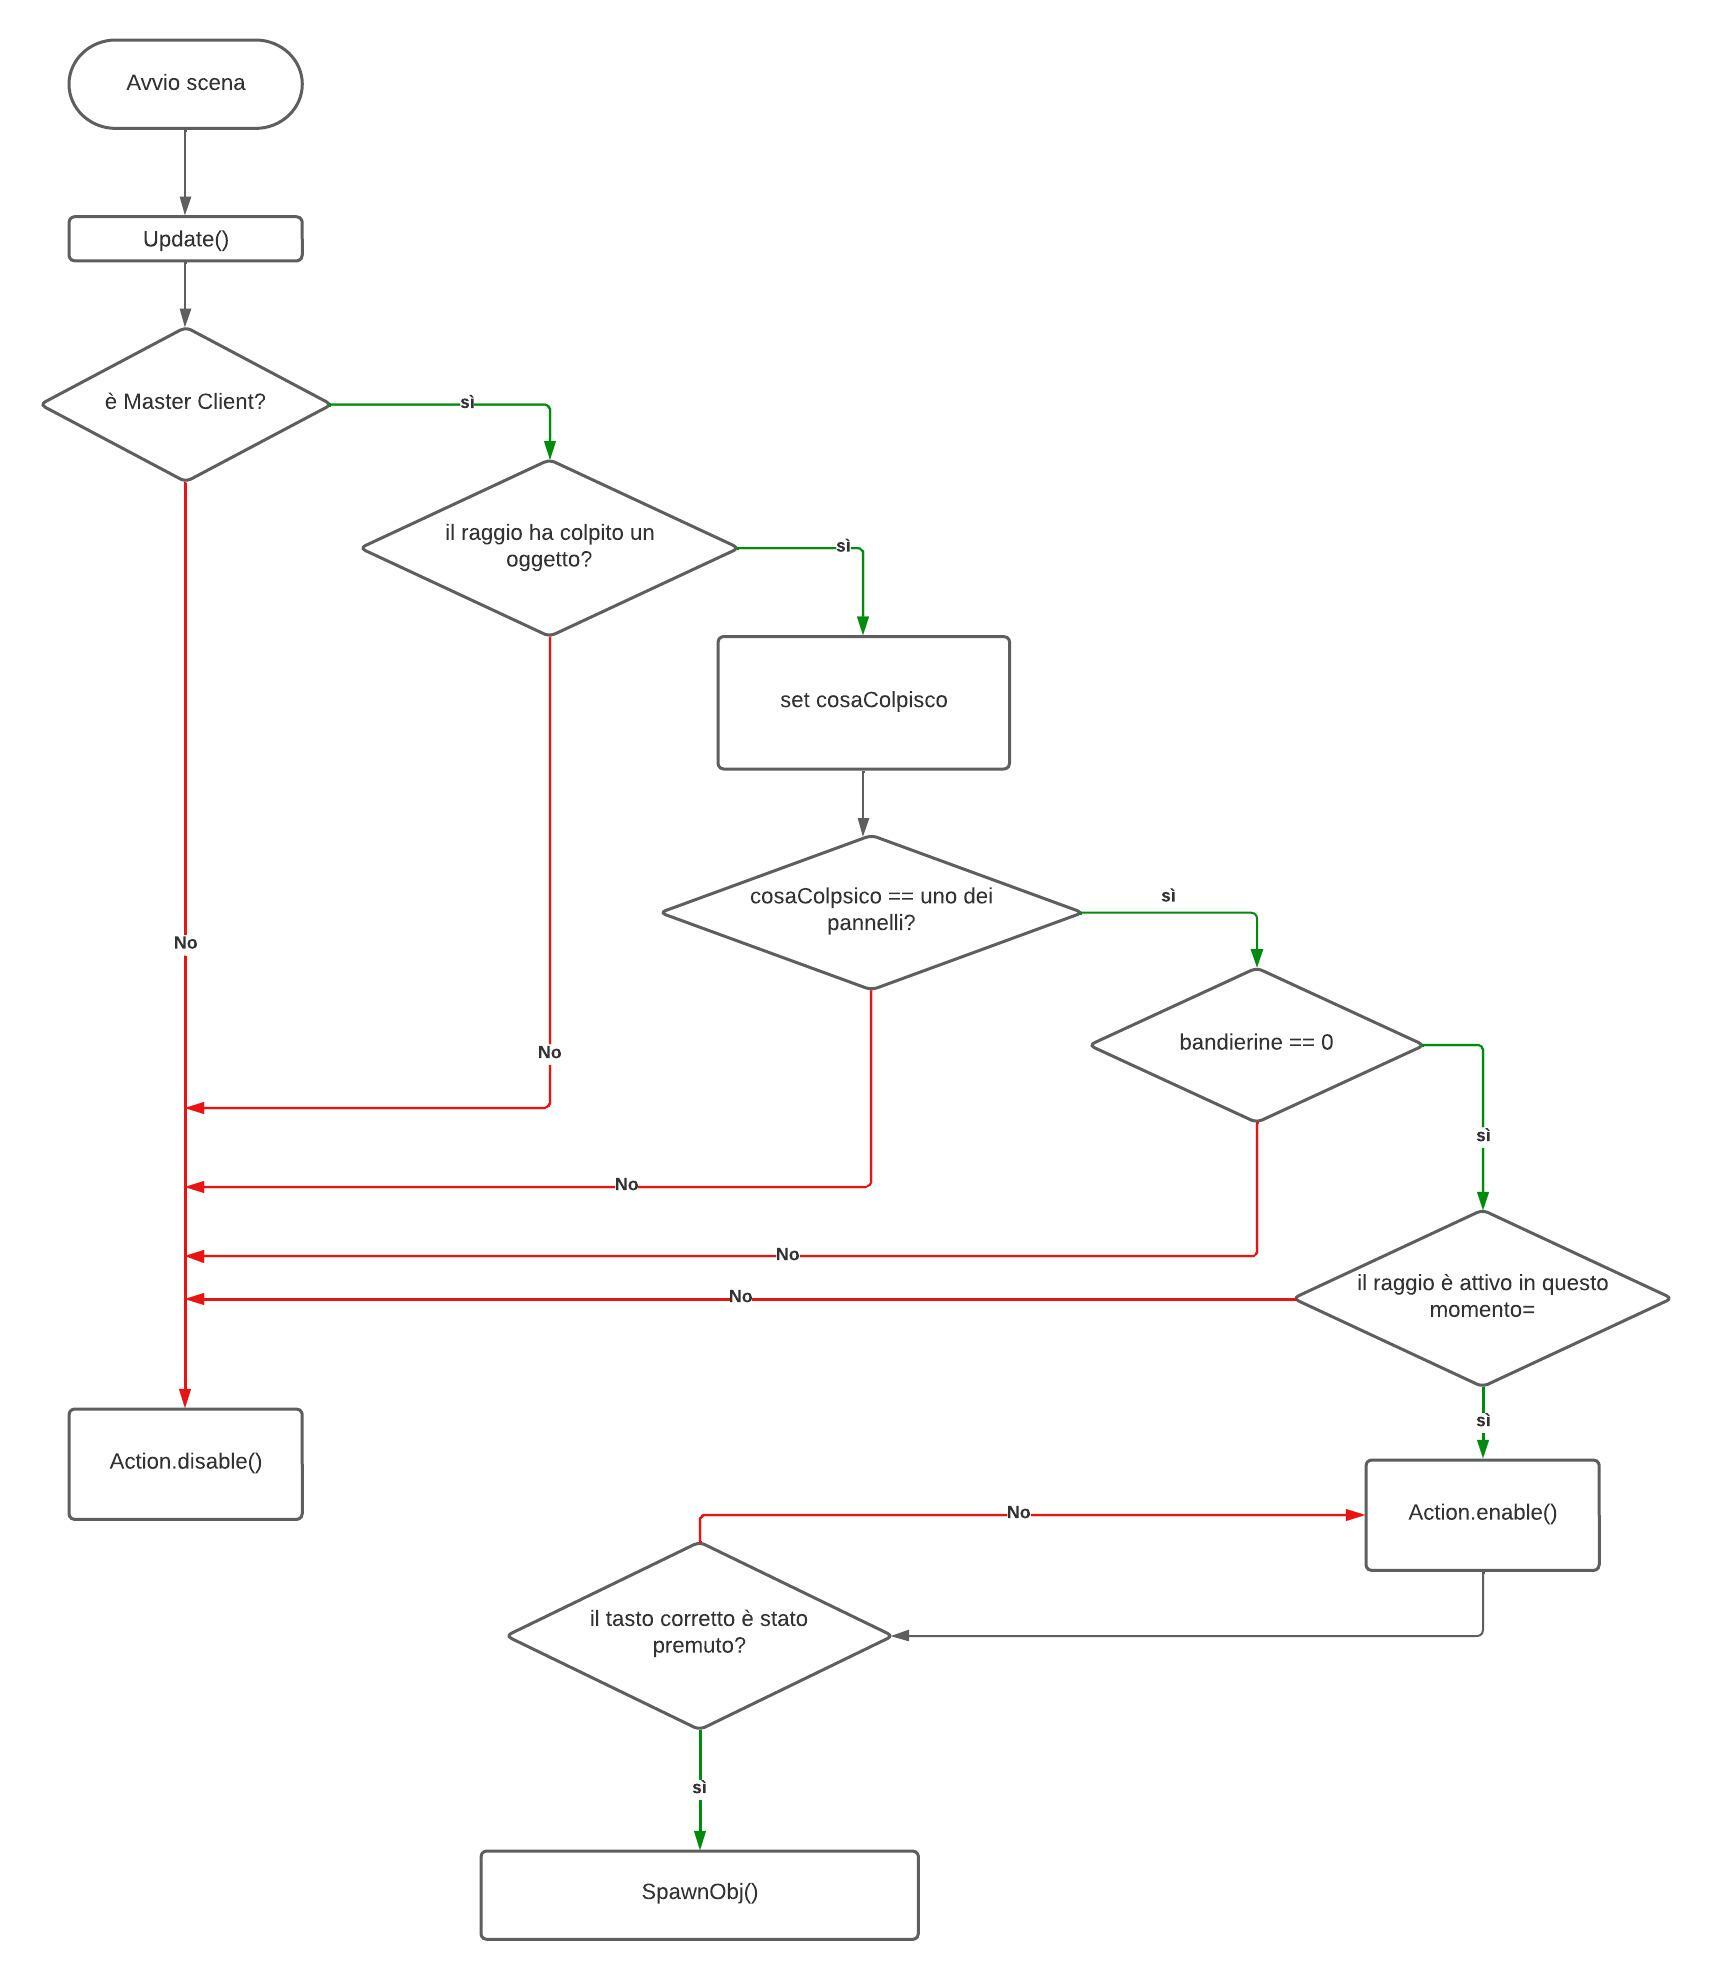 Avvio scena
Update()
è Master Client?
sì
il raggio ha colpito un
oggetto?
sì
set cosaColpisco
cosaColpsico == uno dei
pannelli?
sì
No
bandierine == 0
No
sì
No
No
il raggio è attivo in questo
momento=
No
sì
Action.disable()
Action.enable()
No
il tasto corretto è stato
premuto?
sì
SpawnObj()